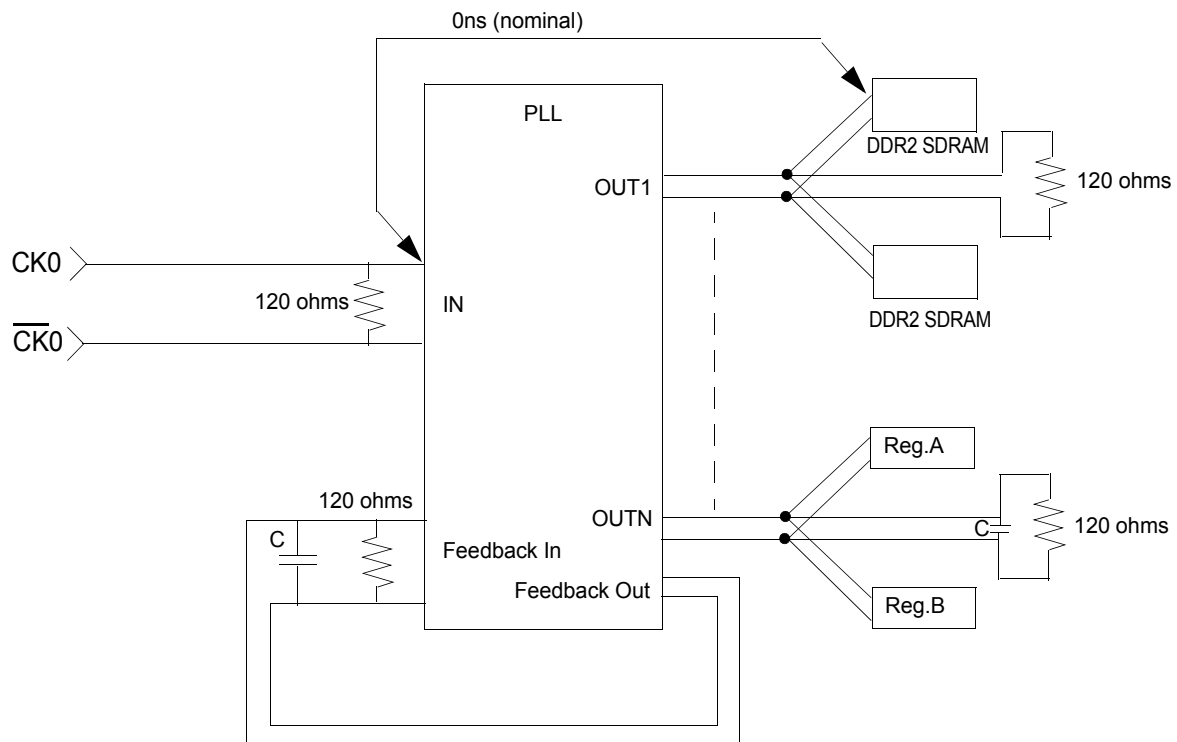 0ns (nominal)
PLL
DDR2 SDRAM
OUT1
120 ohms
CK0
120 ohms
IN
C̅K̅0
DDR2 SDRAM
Reg.A
120 ohms
OUTN
C
120 ohms
C
Feedback In
Feedback Out
Reg.B